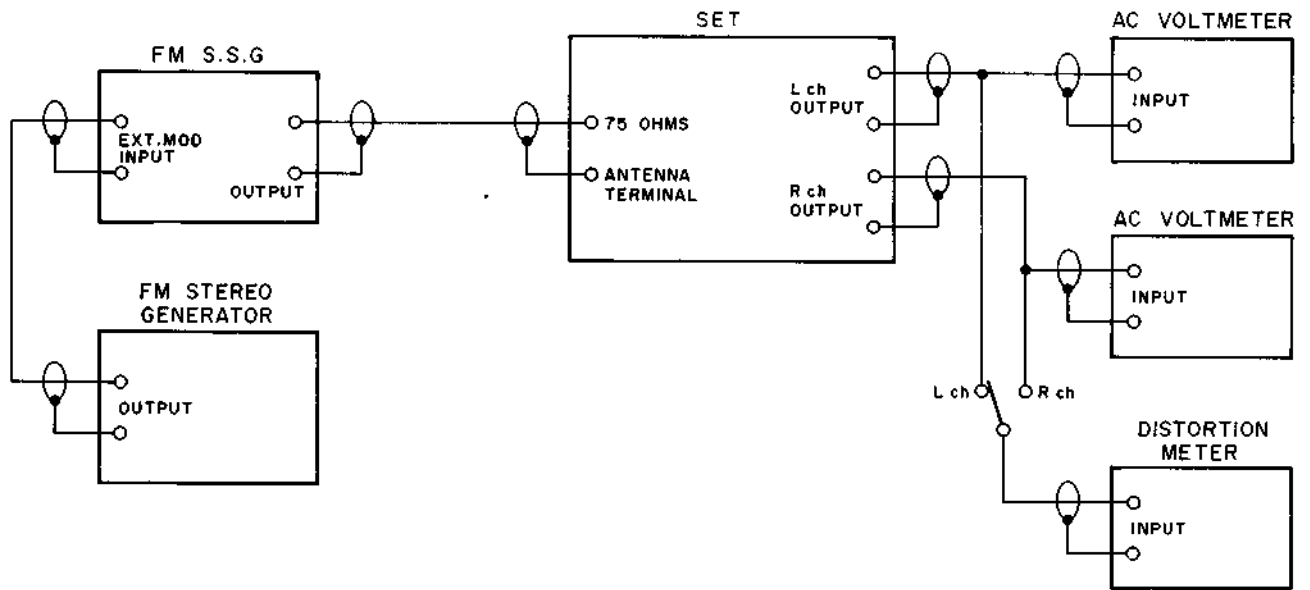 FM S.S.G
EXT.MOD
INPUT
OUTPUT
FM STEREO
GENERATOR
OUTPUT
SET
75 OHMS
ANTENNA
TERMINAL
L ch
OUTPUT
R ch
OUTPUT
AC VOLTMETER
INPUT
AC VOLTMETER
INPUT
L ch
R ch
DISTORTION
METER
INPUT